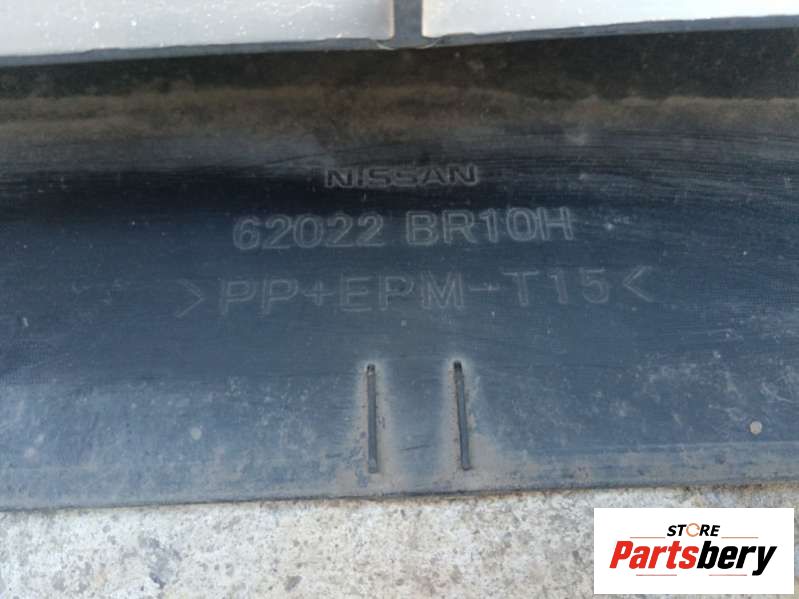 NISSAN
62022 BR10H
>PP+EPM-T15<
STORE
Partsbery